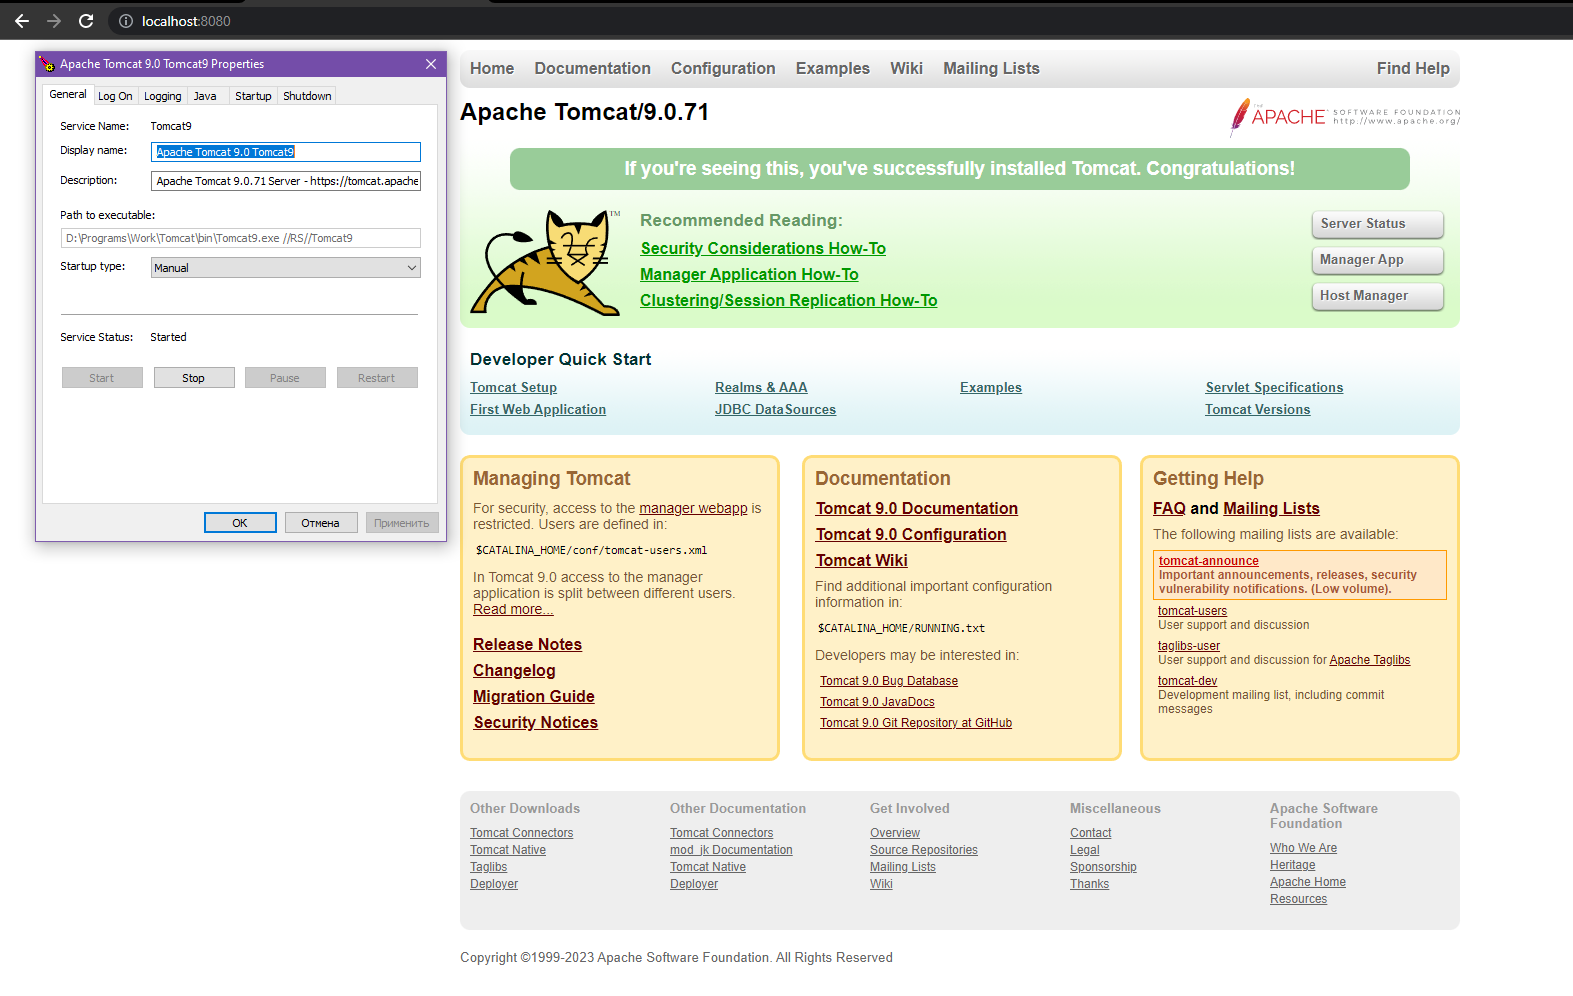 localhost:8080
Apache Tomcat 9.0 Tomcat9 Properties
General Log On Logging Java Startup Shutdown
Service Name: Tomcat9
Display name: Apache Tomcat 9.0 Tomcat9
Description: Apache Tomcat 9.0.71 Server - https://tomcat.apache
Path to executable:
D:\Programs\Work\Tomcat\bin\Tomcat9.exe //RS//Tomcat9
Startup type: Manual
Service Status: Started
Start Stop Pause Restart
OK Отмена Применить
Home Documentation Configuration Examples Wiki Mailing Lists Find Help
Apache Tomcat/9.0.71
THE
APACHE SOFTWARE FOUNDATION
http://www.apache.org/
If you're seeing this, you've successfully installed Tomcat. Congratulations!
TM
Recommended Reading:
Security Considerations How-To
Manager Application How-To
Clustering/Session Replication How-To
Server Status
Manager App
Host Manager
Developer Quick Start
Tomcat Setup
First Web Application
Realms & AAA
JDBC DataSources
Examples
Servlet Specifications
Tomcat Versions
Managing Tomcat
For security, access to the manager webapp is
restricted. Users are defined in:
$CATALINA_HOME/conf/tomcat-users.xml
In Tomcat 9.0 access to the manager
application is split between different users.
Read more...
Release Notes
Changelog
Migration Guide
Security Notices
Documentation
Tomcat 9.0 Documentation
Tomcat 9.0 Configuration
Tomcat Wiki
Find additional important configuration
information in:
$CATALINA_HOME/RUNNING.txt
Developers may be interested in:
Tomcat 9.0 Bug Database
Tomcat 9.0 JavaDocs
Tomcat 9.0 Git Repository at GitHub
Getting Help
FAQ and Mailing Lists
The following mailing lists are available:
tomcat-announce
Important announcements, releases, security
vulnerability notifications. (Low volume).
tomcat-users
User support and discussion
taglibs-user
User support and discussion for Apache Taglibs
tomcat-dev
Development mailing list, including commit
messages
Other Downloads
Tomcat Connectors
Tomcat Native
Taglibs
Deployer
Other Documentation
Tomcat Connectors
mod_jk Documentation
Tomcat Native
Deployer
Get Involved
Overview
Source Repositories
Mailing Lists
Wiki
Miscellaneous
Contact
Legal
Sponsorship
Thanks
Apache Software
Foundation
Who We Are
Heritage
Apache Home
Resources
Copyright ©1999-2023 Apache Software Foundation. All Rights Reserved